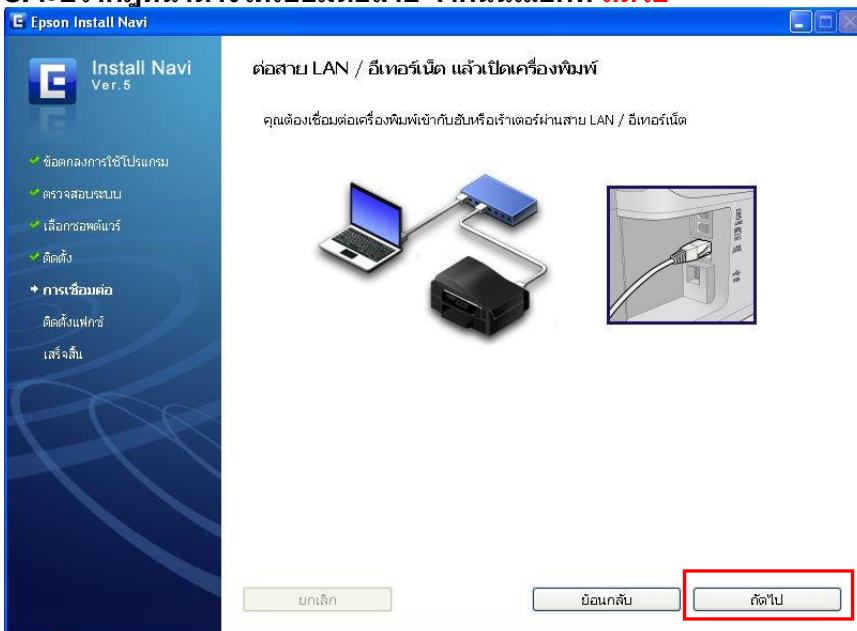 Epson Install Navi
Install Navi
Ver.5
ต่อสาย LAN / อีเทอร์เน็ต แล้วเปิดเครื่องพิมพ์
คุณต้องเชื่อมต่อเครื่องพิมพ์เข้ากับฮับหรือเร้าเตอร์ผ่านสาย LAN / อีเทอร์เน็ต
ข้อตกลงการใช้โปรแกรม
ตรวจสอบระบบ
เลือกซอฟต์แวร์
ติดตั้ง
การเชื่อมต่อ
ติดตั้งแฟกซ์
เสร็จสิ้น
ยกเลิก
ย้อนกลับ
ถัดไป